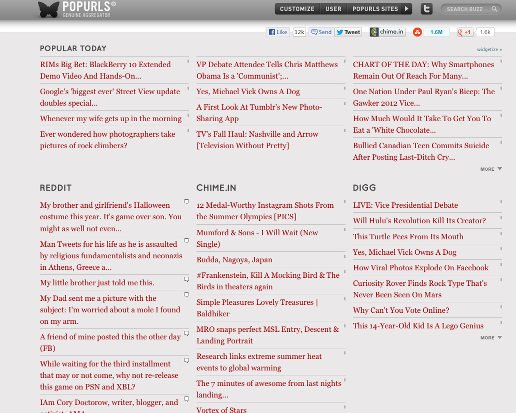 POPURLS®
GENUINE AGGREGATOR
CUSTOMIZE
USER
POPURLS SITES
SEARCH BUZZ
Like 12k
Send
Tweet
chime.in
1.6M
+1 1.6k
POPULAR TODAY
widgetize »
RIMs Big Bet: BlackBerry 10 Extended
Demo Video And Hands-On...
Google's 'biggest ever' Street View update
doubles special...
Whenever my wife gets up in the morning
Ever wondered how photographers take
pictures of rock climbers?
VP Debate Attendee Tells Chris Matthews
Obama Is a 'Communist';...
Yes, Michael Vick Owns A Dog
A First Look At Tumblr's New Photo-
Sharing App
TV's Fall Haul: Nashville and Arrow
[Television Without Pretty]
CHART OF THE DAY: Why Smartphones
Remain Out Of Reach For Many...
One Nation Under Paul Ryan's Bicep: The
Gawker 2012 Vice...
How Much Would It Take To Get You To
Eat a 'White Chocolate...
Bullied Canadian Teen Commits Suicide
After Posting Last-Ditch Cry...
MORE
REDDIT
My brother and girlfriend's Halloween
costume this year. It's game over son. You
might as well not even...
Man Tweets for his life as he is assaulted
by religious fundamentalists and neonazis
in Athens, Greece a...
My little brother just told me this.
My Dad sent me a picture with the
subject: I'm worried about a mole I found
on my arm.
A friend of mine posted this the other day
(FB)
While waiting for the third installment
that may or may not come, why not re-release
this game on PSN and XBL?
IAm Cory Doctorow, writer, blogger, and
activist. AMA
CHIME.IN
12 Medal-Worthy Instagram Shots From
the Summer Olympics [PICS]
Mumford & Sons - I Will Wait (New
Single)
Budda, Nagoya, Japan
#Frankenstein, Kill A Mocking Bird & The
Birds in theaters again
Simple Pleasures Lovely Treasures |
Baldhiker
MRO snaps perfect MSL Entry, Descent &
Landing Portrait
Research links extreme summer heat
events to global warming
The 7 minutes of awesome from last nights
landing...
Vortex of Stars
DIGG
LIVE: Vice Presidential Debate
Will Hulu's Revolution Kill Its Creator?
This Turtle Pees From Its Mouth
Yes, Michael Vick Owns A Dog
How Viral Photos Explode On Facebook
Curiosity Rover Finds Rock Type That's
Never Been Seen On Mars
Why Can't You Vote Online?
This 14-Year-Old Kid Is A Lego Genius
MORE